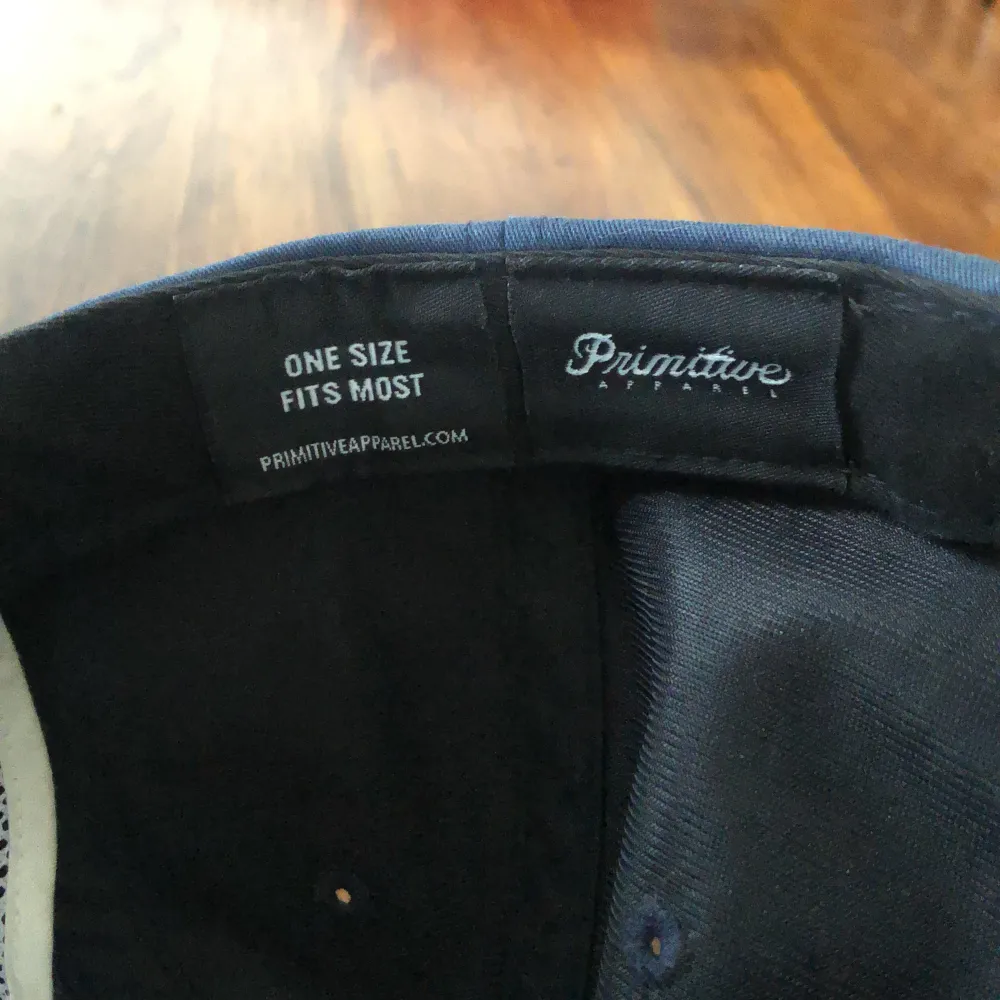 ONE SIZE
FITS MOST
PRIMITIVEAPPAREL.COM
Primitive
APPAREL